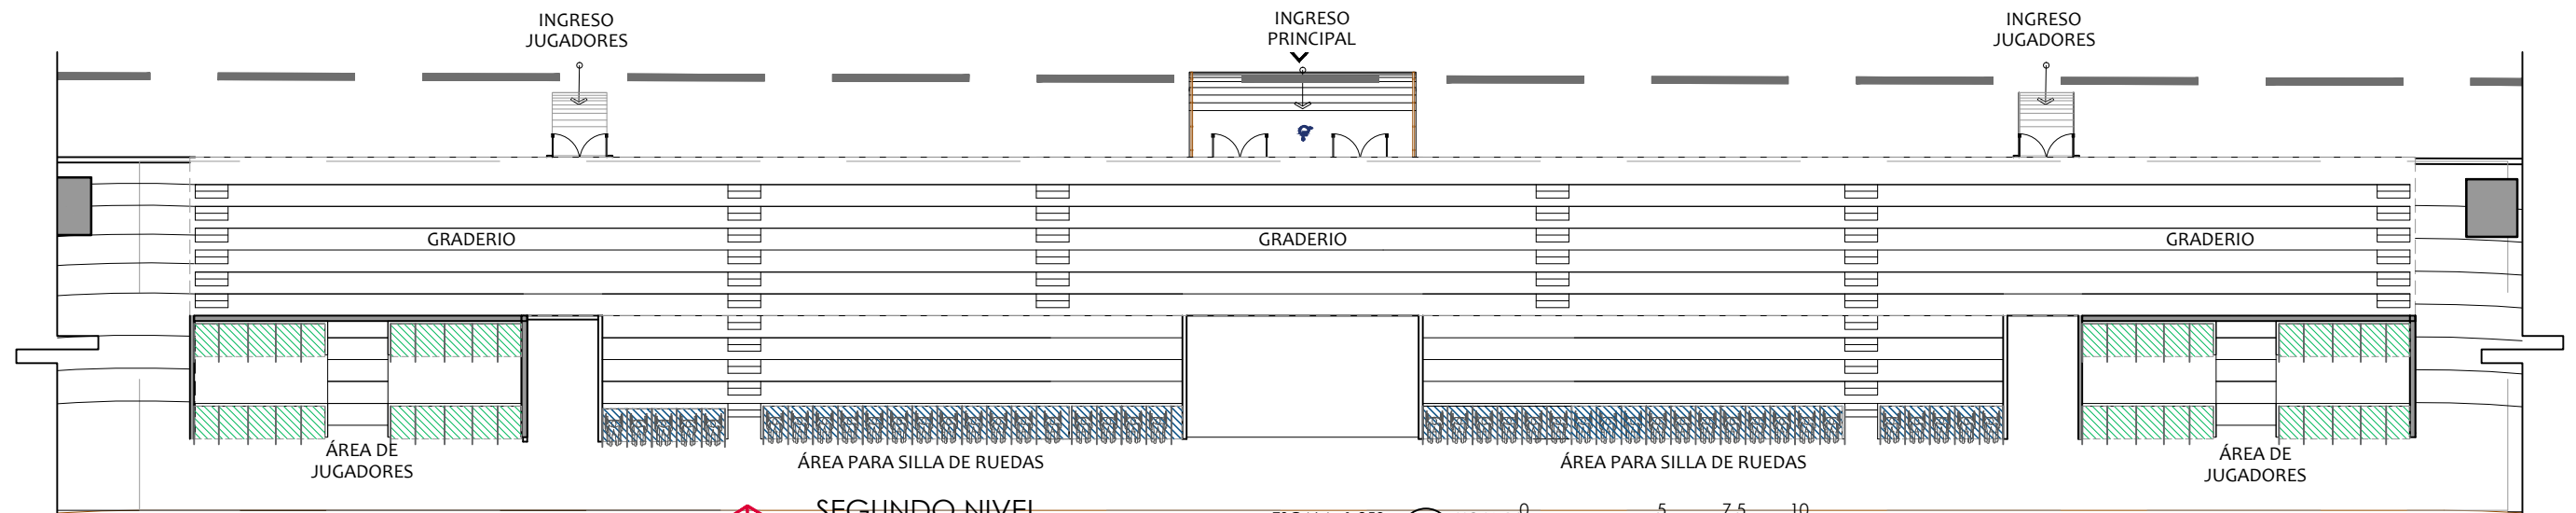 INGRESO
JUGADORES
INGRESO
PRINCIPAL
INGRESO
JUGADORES
GRADERIO
GRADERIO
GRADERIO
ÁREA DE
JUGADORES
ÁREA PARA SILLA DE RUEDAS
ÁREA PARA SILLA DE RUEDAS
ÁREA DE
JUGADORES
SEGUNDO NIVEL
0 5 7.5 10